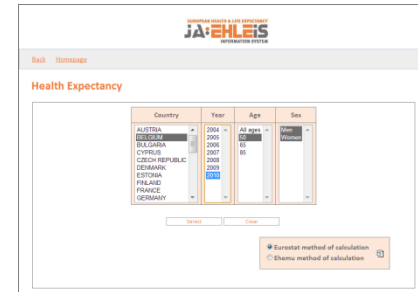 EUROPEAN HEALTH & LIFE EXPECTANCY
JA:EHLEIS
INFORMATION SYSTEM
Back Homepage
Health Expectancy
Country Year Age Sex
AUSTRIA 2004 All ages Men
BELGIUM 2005 50 Women
BULGARIA 2006 65
CYPRUS 2007 85
CZECH REPUBLIC 2008
DENMARK 2009
ESTONIA 2010
FINLAND
FRANCE
GERMANY
Select Clear
Eurostat method of calculation
Ehemu method of calculation